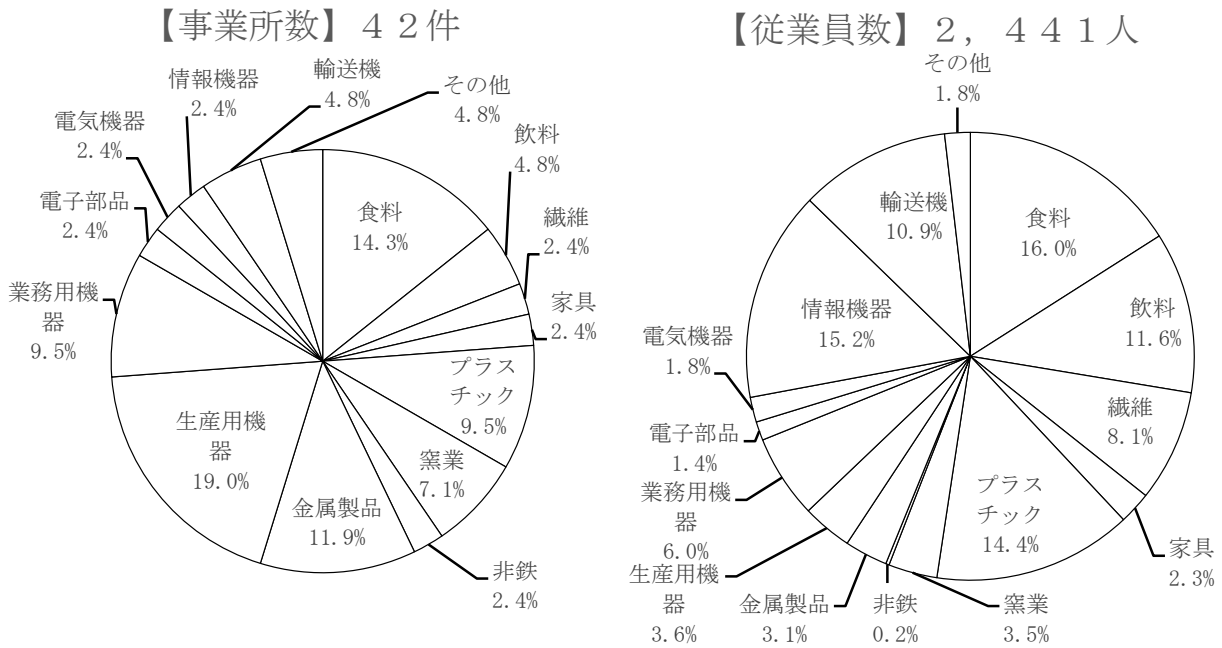 【事業所数】４２件
食料
14.3%
飲料
4.8%
繊維
2.4%
家具
2.4%
プラス
チック
9.5%
窯業
7.1%
非鉄
2.4%
金属製品
11.9%
生産用機
器
19.0%
業務用機
器
9.5%
電子部品
2.4%
電気機器
2.4%
情報機器
2.4%
輸送機
4.8%
その他
4.8%
【従業員数】２，４４１人
食料
16.0%
飲料
11.6%
繊維
8.1%
家具
2.3%
プラス
チック
14.4%
窯業
3.5%
非鉄
0.2%
金属製品
3.1%
生産用機
器
3.6%
業務用機
器
6.0%
電子部品
1.4%
電気機器
1.8%
情報機器
15.2%
輸送機
10.9%
その他
1.8%